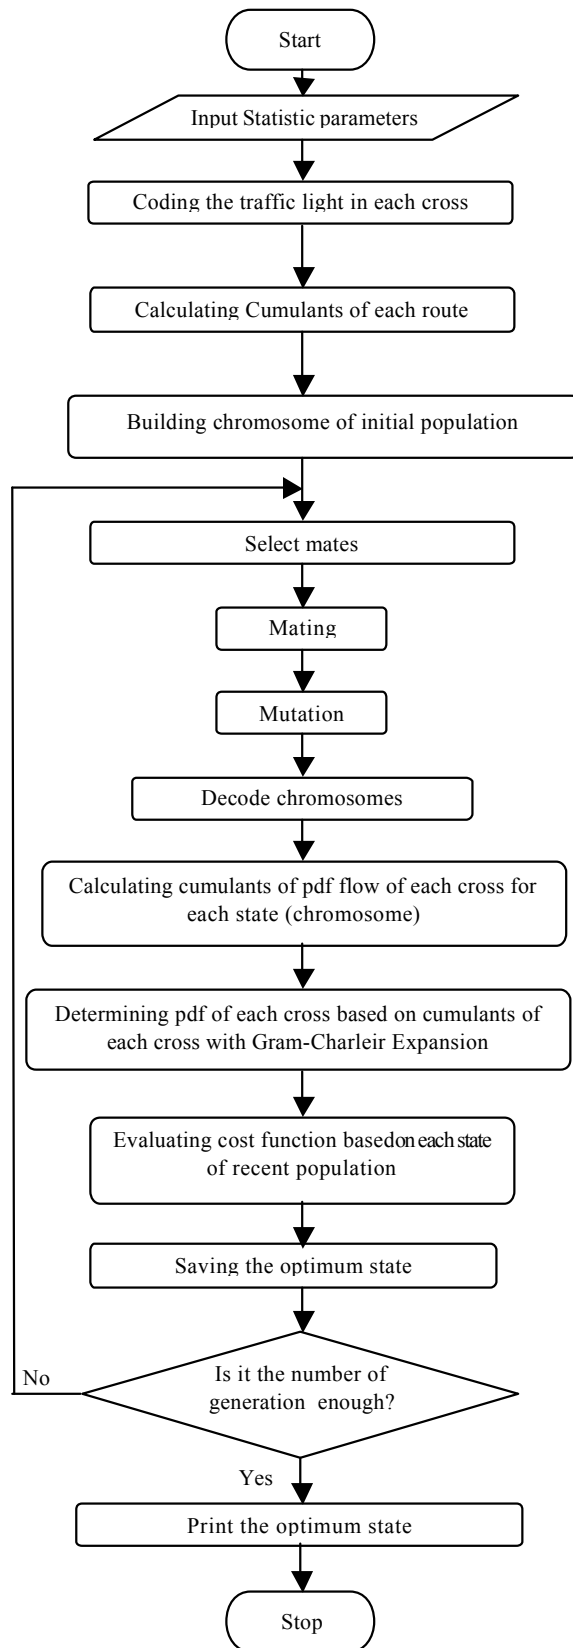 Start
Input Statistic parameters
Coding the traffic light in each cross
Calculating Cumulants of each route
Building chromosome of initial population
Select mates
Mating
Mutation
Decode chromosomes
Calculating cumulants of pdf flow of each cross for
each state (chromosome)
Determining pdf of each cross based on cumulants of
each cross with Gram-Charleir Expansion
Evaluating cost function based on each state
of recent population
Saving the optimum state
Is it the number of
generation enough?
No
Yes
Print the optimum state
Stop